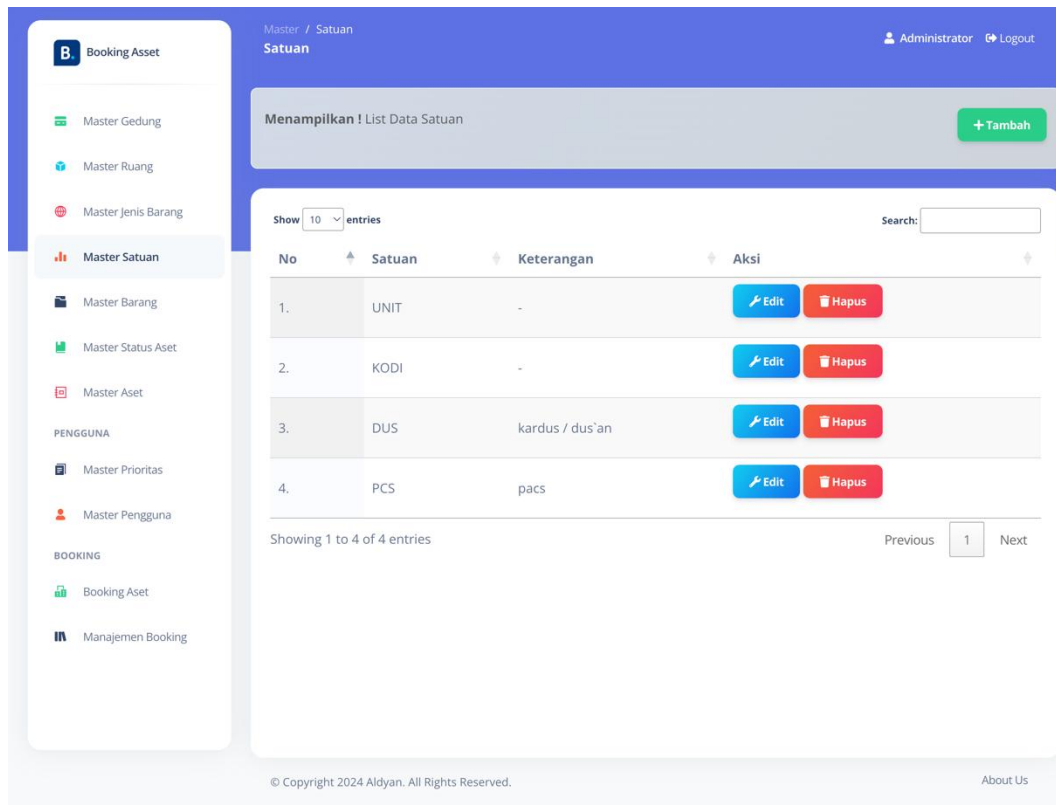 B. Booking Asset
Master Gedung
Master Ruang
Master Jenis Barang
Master Satuan
Master Barang
Master Status Aset
Master Aset
PENGGUNA
Master Prioritas
Master Pengguna
BOOKING
Booking Aset
Manajemen Booking
Master / Satuan
Satuan
Administrator Logout
Menampilkan ! List Data Satuan
+ Tambah
Show 10 entries Search:
No Satuan Keterangan Aksi
1. UNIT - Edit Hapus
2. KODI - Edit Hapus
3. DUS kardus / dus`an Edit Hapus
4. PCS pacs Edit Hapus
Showing 1 to 4 of 4 entries Previous 1 Next
© Copyright 2024 Aldyan. All Rights Reserved. About Us